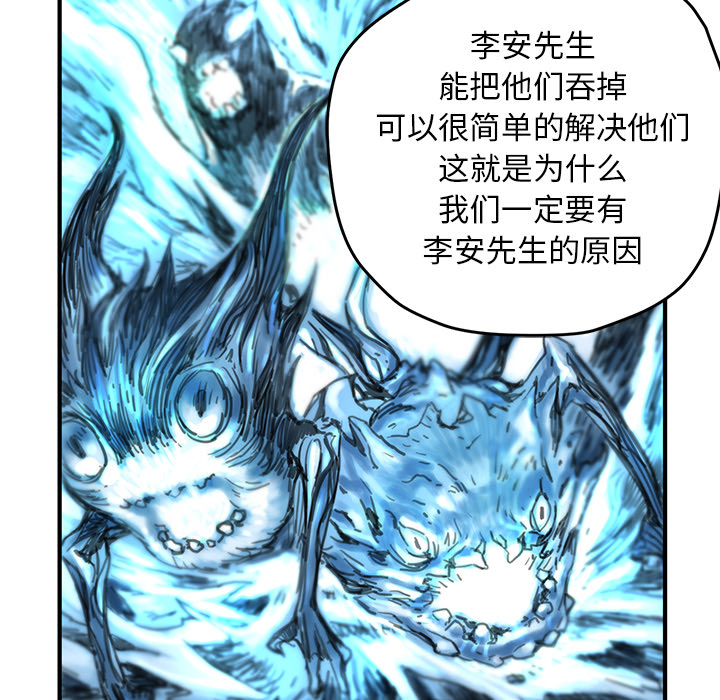 李安先生
能把他们吞掉
可以很简单的解决他们
这就是为什么
我们一定要有
李安先生的原因